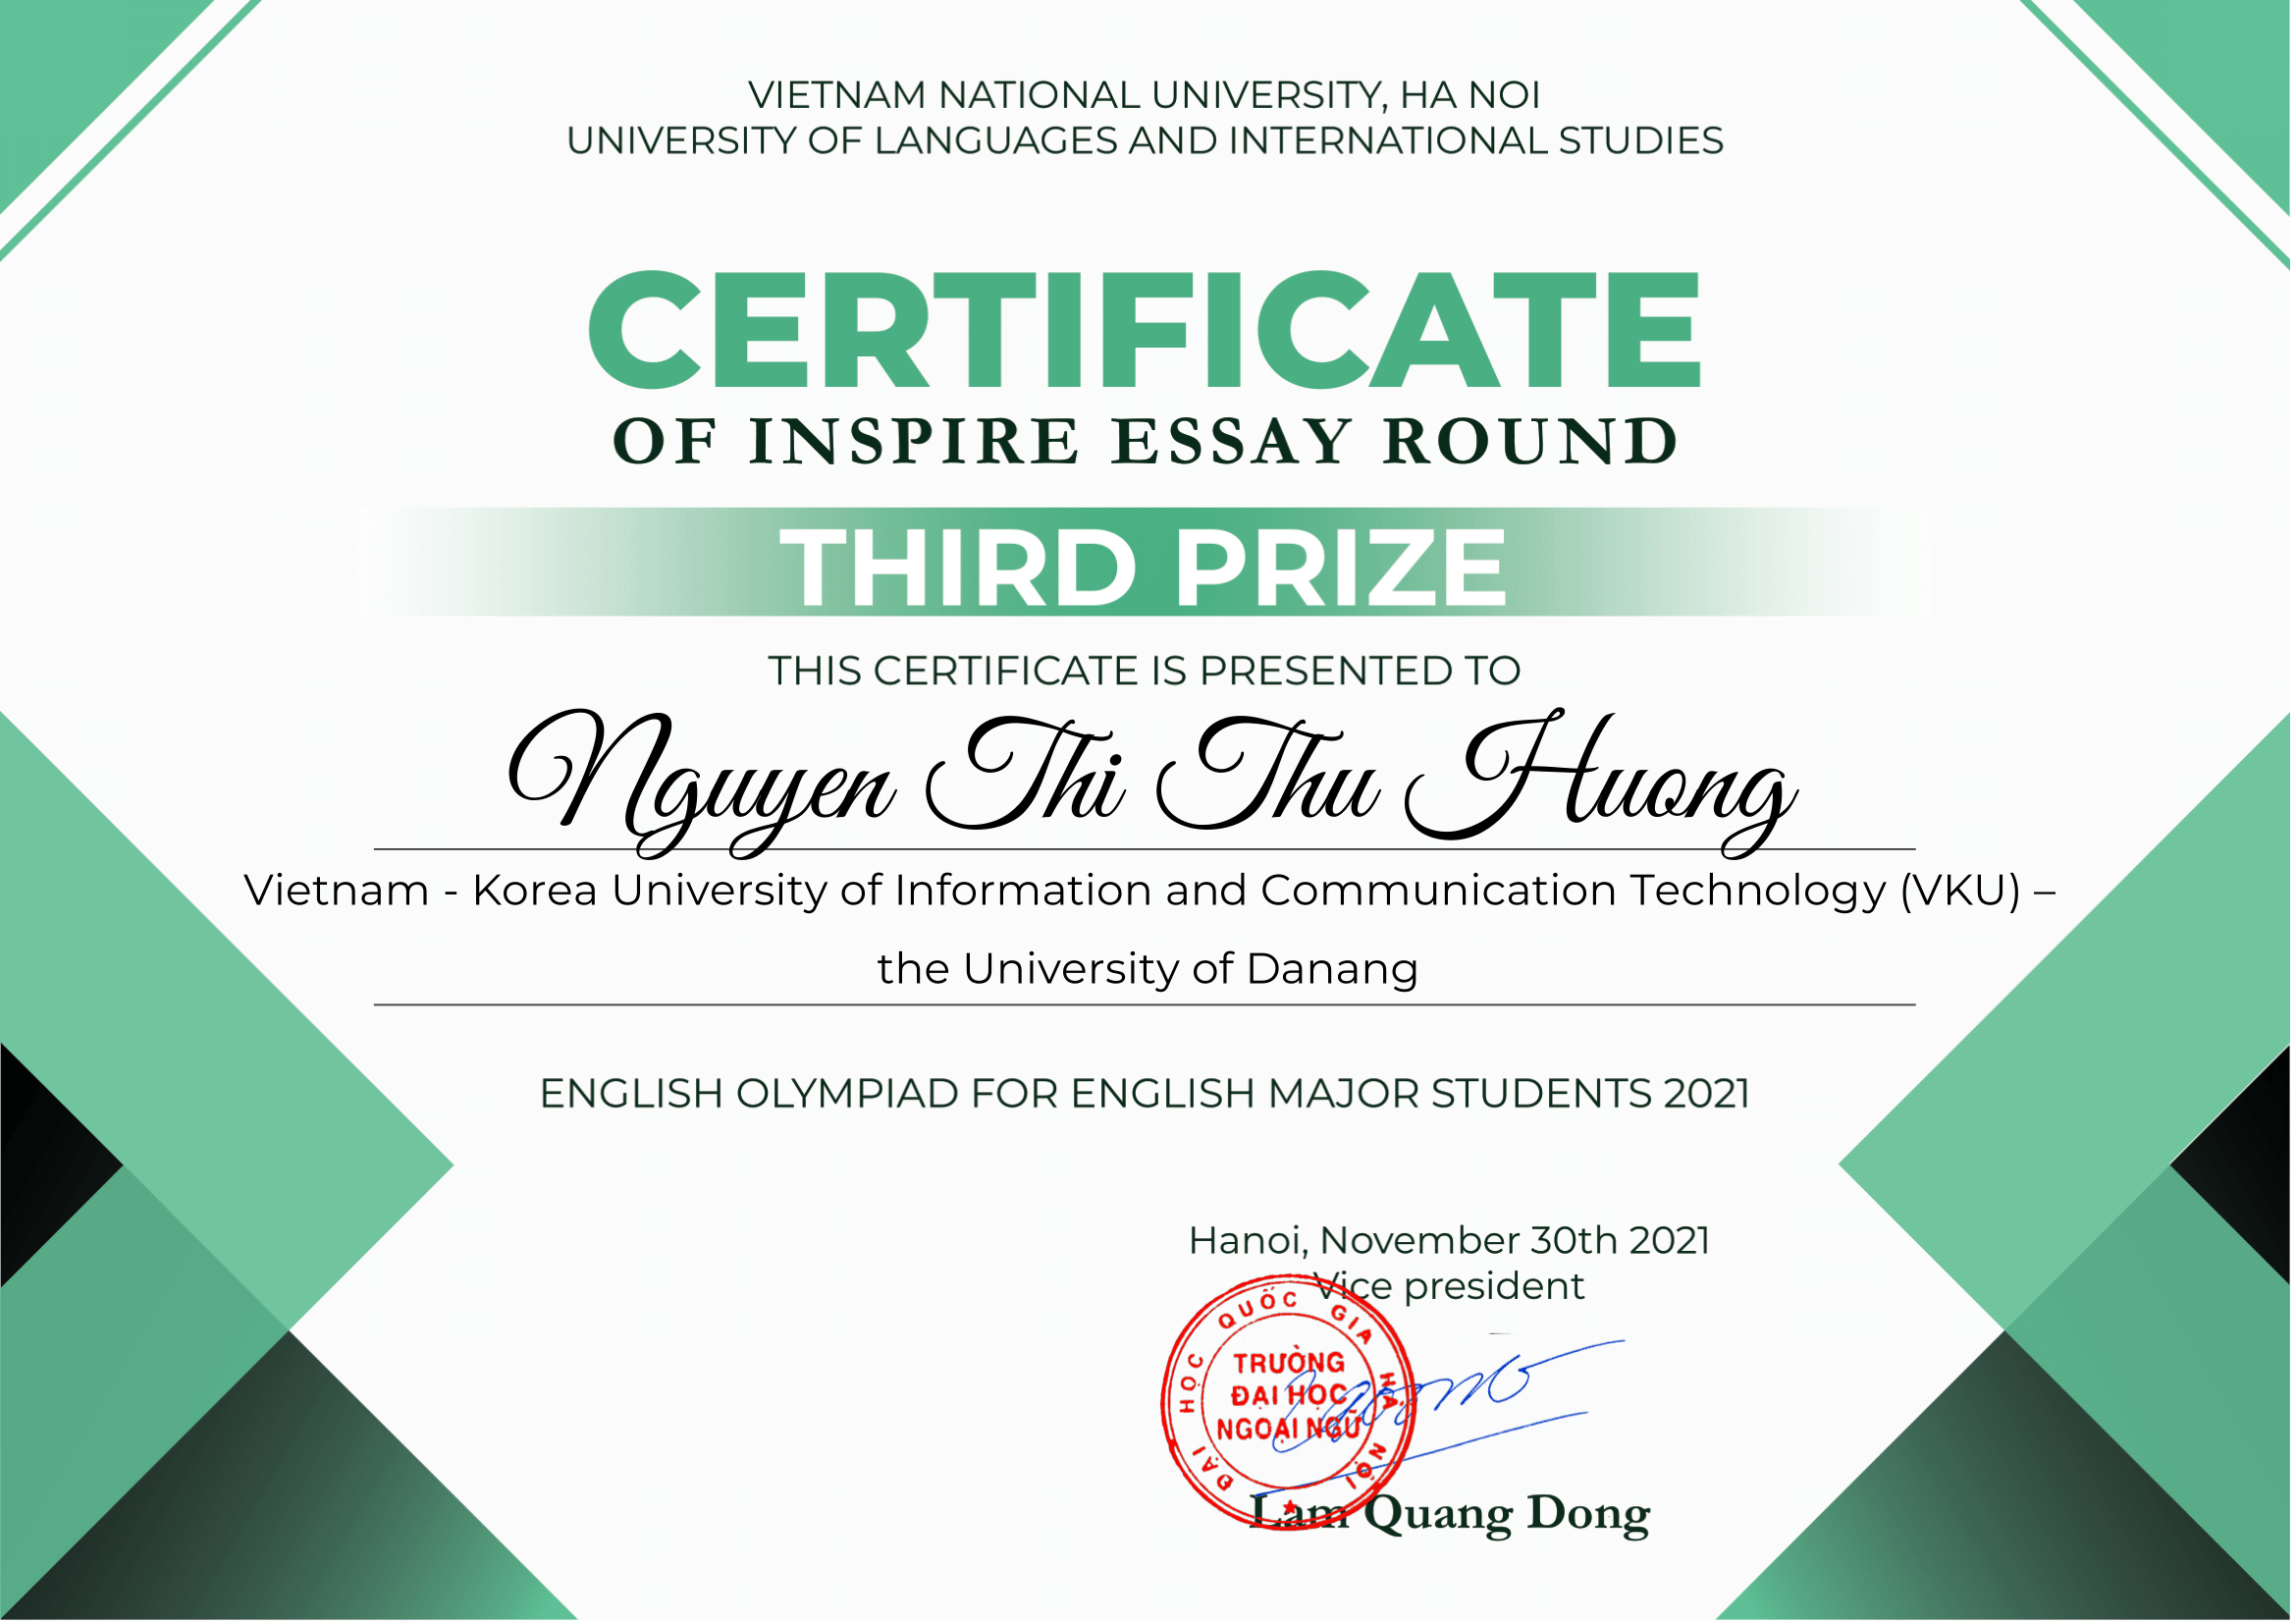 VIETNAM NATIONAL UNIVERSITY, HA NOI
UNIVERSITY OF LANGUAGES AND INTERNATIONAL STUDIES
CERTIFICATE
OF INSPIRE ESSAY ROUND
THIRD PRIZE
THIS CERTIFICATE IS PRESENTED TO
Nguyen Thi Thu Huong
Vietnam - Korea University of Information and Communication Technology (VKU) –
the University of Danang
ENGLISH OLYMPIAD FOR ENGLISH MAJOR STUDENTS 2021
Hanoi, November 30th 2021
Vice president
ĐẠI HỌC QUỐC GIA HÀ NỘI
TRƯỜNG
ĐẠI HỌC
NGOẠI NGỮ
Lam Quang Dong